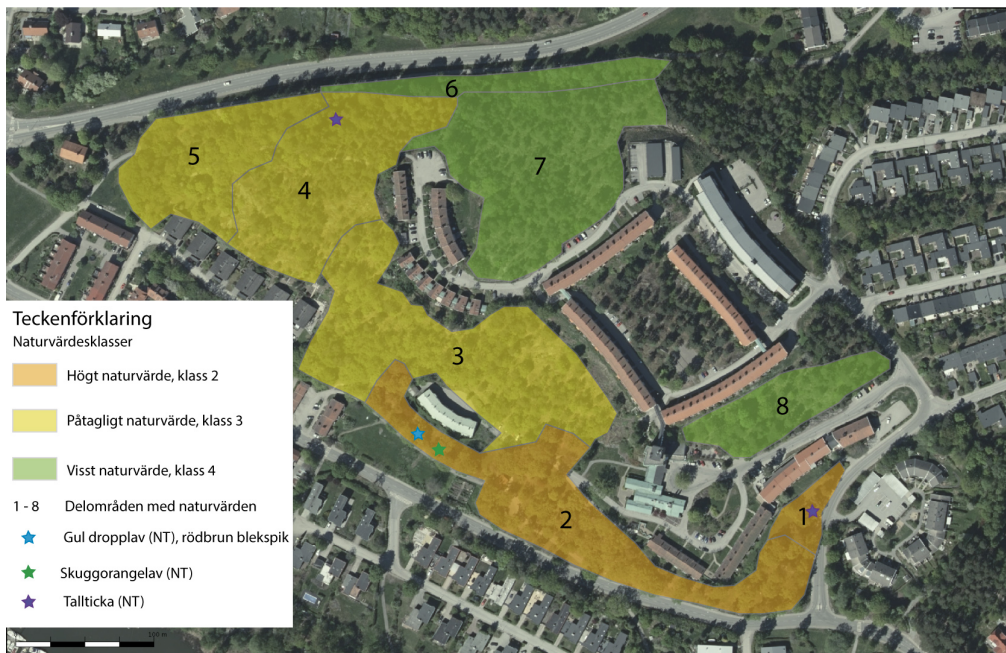 6
5
7
4
3
8
1
2
Teckenförklaring
Naturvärdesklasser
Högt naturvärde, klass 2
Påtagligt naturvärde, klass 3
Visst naturvärde, klass 4
1 - 8 Delområden med naturvärden
Gul dropplav (NT), rödbrun blekspik
Skuggorangelav (NT)
Tallticka (NT)
100 m